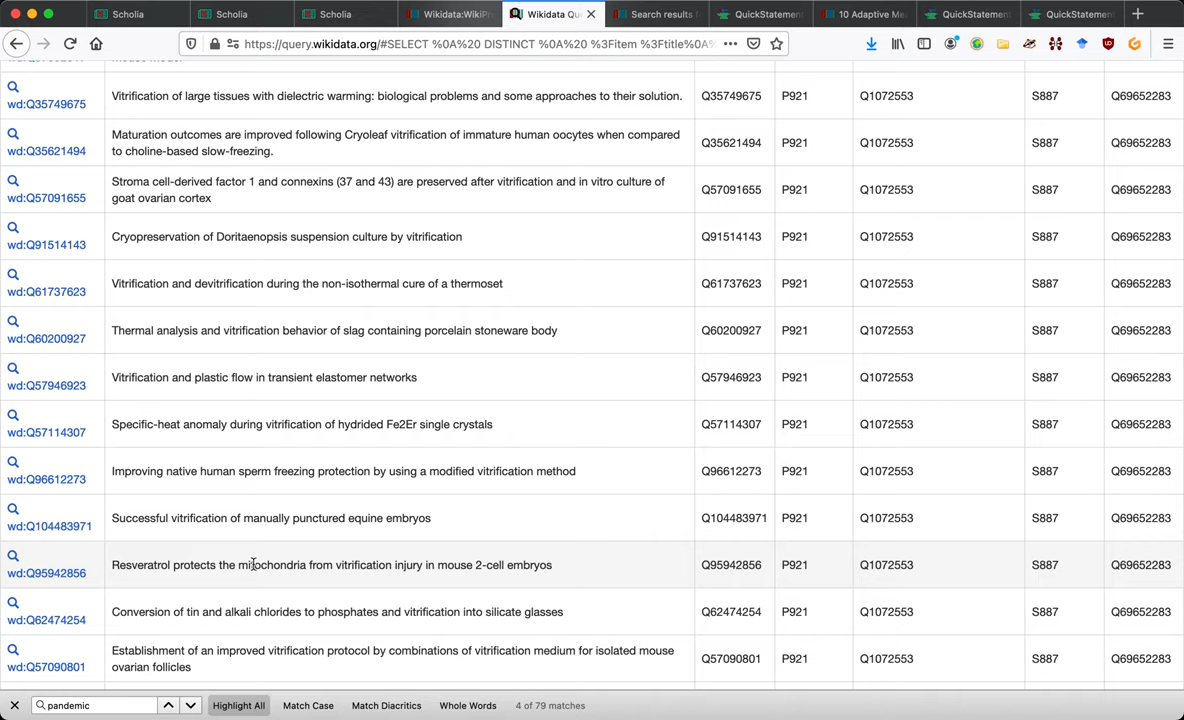 Scholia
Scholia
Scholia
Wikidata:WikiPr
Wikidata Qu
Search results f
QuickStatement
10 Adaptive Me
QuickStatement
QuickStatement
https://query.wikidata.org/#SELECT %0A%20 DISTINCT %0A%20 %3Fitem %3Ftitle%0A%
wd:Q35749675 Vitrification of large tissues with dielectric warming: biological problems and some approaches to their solution. Q35749675 P921 Q1072553 S887 Q69652283
Maturation outcomes are improved following Cryoleaf vitrification of immature human oocytes when compared
wd:Q35621494 to choline-based slow-freezing. Q35621494 P921 Q1072553 S887 Q69652283
Stroma cell-derived factor 1 and connexins (37 and 43) are preserved after vitrification and in vitro culture of
wd:Q57091655 goat ovarian cortex Q57091655 P921 Q1072553 S887 Q69652283
wd:Q91514143 Cryopreservation of Doritaenopsis suspension culture by vitrification Q91514143 P921 Q1072553 S887 Q69652283
wd:Q61737623 Vitrification and devitrification during the non-isothermal cure of a thermoset Q61737623 P921 Q1072553 S887 Q69652283
wd:Q60200927 Thermal analysis and vitrification behavior of slag containing porcelain stoneware body Q60200927 P921 Q1072553 S887 Q69652283
wd:Q57946923 Vitrification and plastic flow in transient elastomer networks Q57946923 P921 Q1072553 S887 Q69652283
wd:Q57114307 Specific-heat anomaly during vitrification of hydrided Fe2Er single crystals Q57114307 P921 Q1072553 S887 Q69652283
wd:Q96612273 Improving native human sperm freezing protection by using a modified vitrification method Q96612273 P921 Q1072553 S887 Q69652283
wd:Q104483971 Successful vitrification of manually punctured equine embryos Q104483971 P921 Q1072553 S887 Q69652283
wd:Q95942856 Resveratrol protects the mitochondria from vitrification injury in mouse 2-cell embryos Q95942856 P921 Q1072553 S887 Q69652283
wd:Q62474254 Conversion of tin and alkali chlorides to phosphates and vitrification into silicate glasses Q62474254 P921 Q1072553 S887 Q69652283
Establishment of an improved vitrification protocol by combinations of vitrification medium for isolated mouse
wd:Q57090801 ovarian follicles Q57090801 P921 Q1072553 S887 Q69652283
pandemic Highlight All Match Case Match Diacritics Whole Words 4 of 79 matches